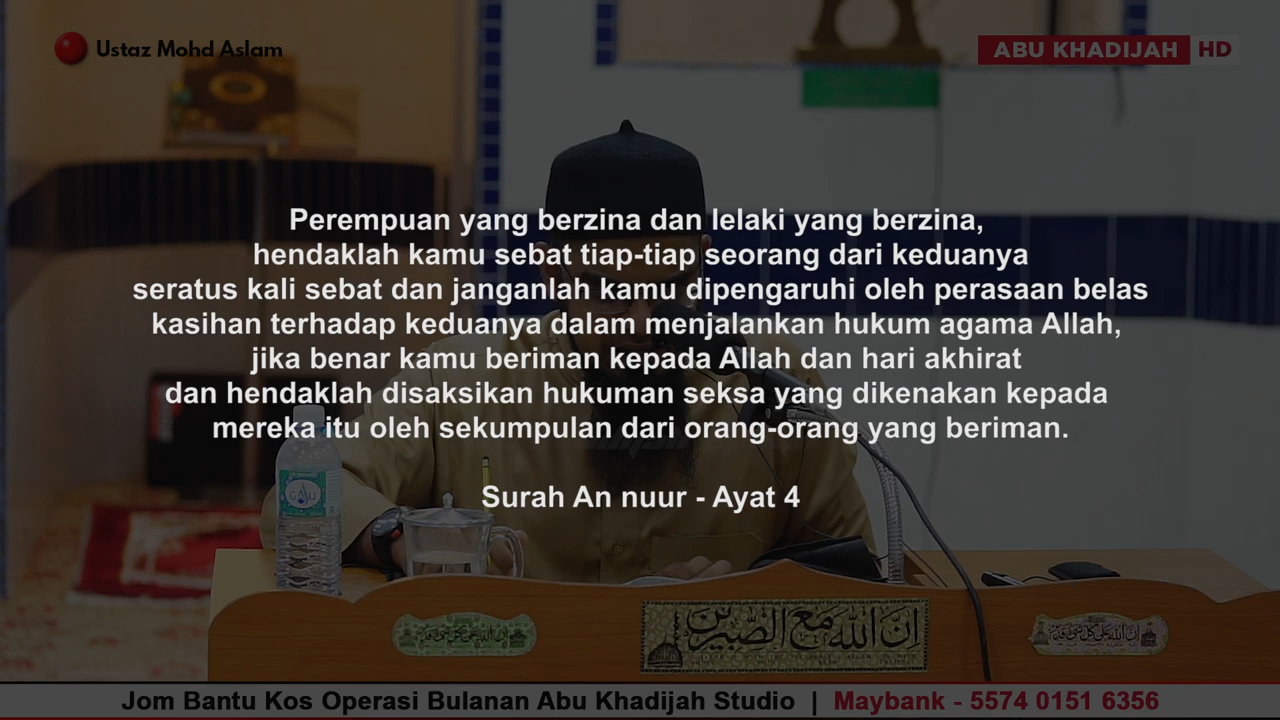 Ustaz Mohd Aslam
ABU KHADIJAH HD
Perempuan yang berzina dan lelaki yang berzina,
hendaklah kamu sebat tiap-tiap seorang dari keduanya
seratus kali sebat dan janganlah kamu dipengaruhi oleh perasaan belas
kasihan terhadap keduanya dalam menjalankan hukum agama Allah,
jika benar kamu beriman kepada Allah dan hari akhirat
dan hendaklah disaksikan hukuman seksa yang dikenakan kepada
mereka itu oleh sekumpulan dari orang-orang yang beriman.
Surah An nuur - Ayat 4
إن الله مع الصبرين
Jom Bantu Kos Operasi Bulanan Abu Khadijah Studio | Maybank - 5574 0151 6356